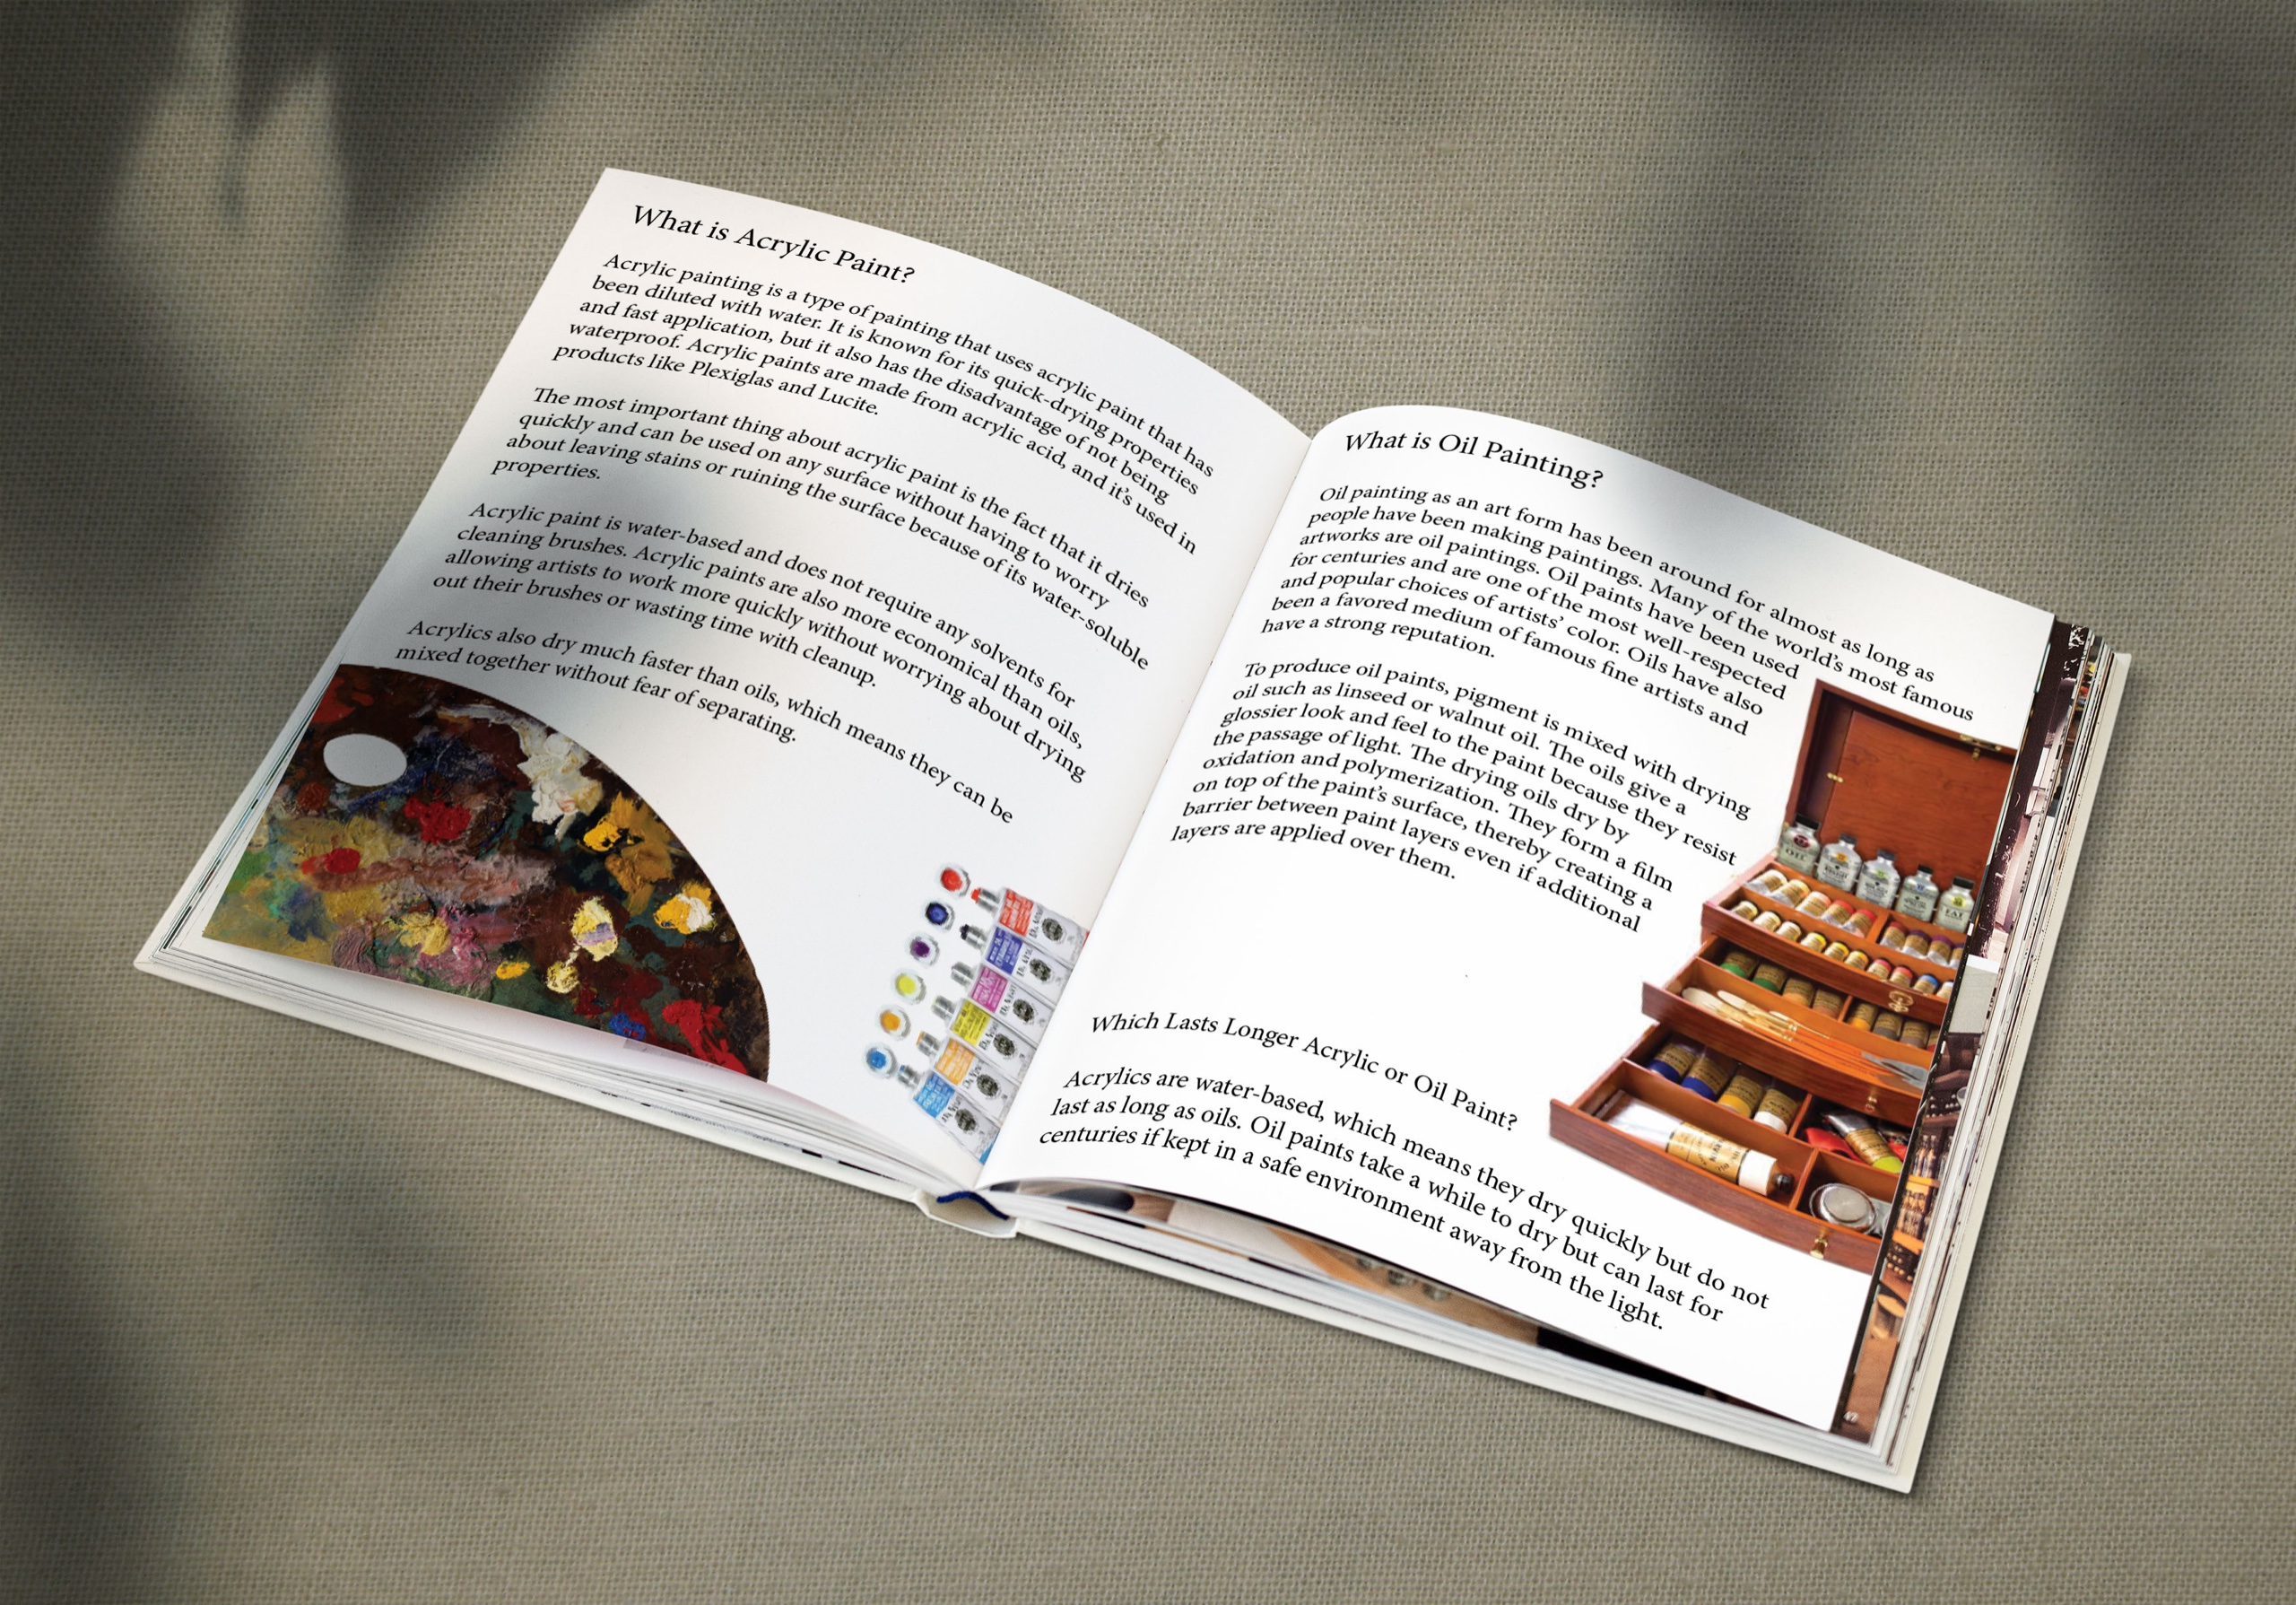 What is Acrylic Paint?
Acrylic painting is a type of painting that uses acrylic paint that has
been diluted with water. It is known for its quick-drying properties
and fast application, but it also has the disadvantage of not being
waterproof. Acrylic paints are made from acrylic acid, and it's used in
products like Plexiglas and Lucite.
The most important thing about acrylic paint is the fact that it dries
quickly and can be used on any surface without having to worry
about leaving stains or ruining the surface because of its water-soluble
properties.
Acrylic paint is water-based and does not require any solvents for
cleaning brushes. Acrylic paints are also more economical than oils,
allowing artists to work more quickly without worrying about drying
out their brushes or wasting time with cleanup.
Acrylics also dry much faster than oils, which means they can be
mixed together without fear of separating.
What is Oil Painting?
Oil painting as an art form has been around for almost as long as
people have been making paintings. Many of the world's most famous
artworks are oil paintings. Oil paints have been used
for centuries and are one of the most well-respected
and popular choices of artists' color. Oils have also
been a favored medium of famous fine artists and
have a strong reputation.
To produce oil paints, pigment is mixed with drying
oil such as linseed or walnut oil. The oils give a
glossier look and feel to the paint because they resist
the passage of light. The drying oils dry by
oxidation and polymerization. They form a film
on top of the paint's surface, thereby creating a
barrier between paint layers even if additional
layers are applied over them.
OIL
Which Lasts Longer Acrylic or Oil Paint?
Acrylics are water-based, which means they dry quickly but do not
last as long as oils. Oil paints take a while to dry but can last for
centuries if kept in a safe environment away from the light.